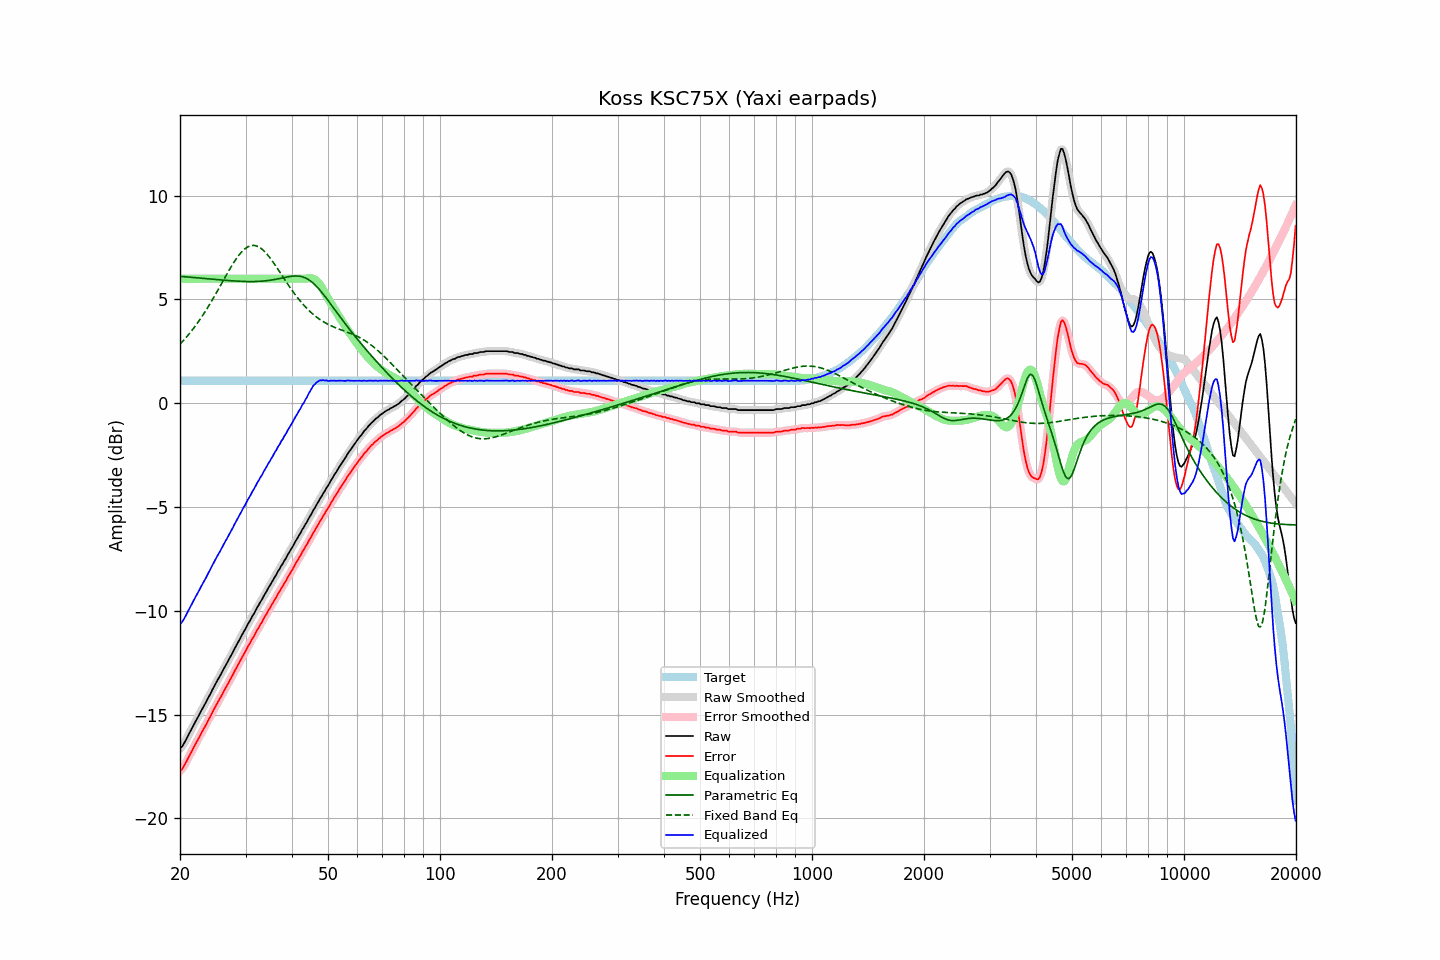 Koss KSC75X (Yaxi earpads)
Amplitude (dBr)
10
5
0
−5
−10
−15
−20
Target
Raw Smoothed
Error Smoothed
Raw
Error
Equalization
Parametric Eq
Fixed Band Eq
Equalized
20
50
100
200
500
1000
2000
5000
10000
20000
Frequency (Hz)